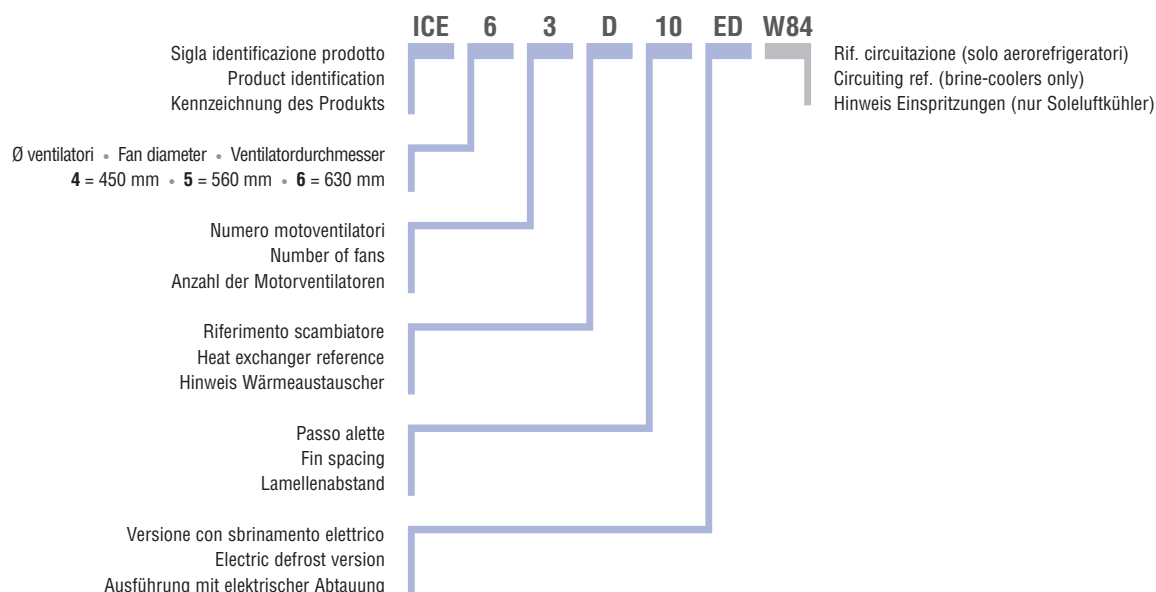 ICE 6 3 D 10 ED W84
Sigla identificazione prodotto
Product identification
Kennzeichnung des Produkts
Rif. circuitazione (solo aerorefrigeratori)
Circuiting ref. (brine-coolers only)
Hinweis Einspritzungen (nur Soleluftkühler)
Ø ventilatori • Fan diameter • Ventilatordurchmesser
4 = 450 mm • 5 = 560 mm • 6 = 630 mm
Numero motoventilatori
Number of fans
Anzahl der Motorventilatoren
Riferimento scambiatore
Heat exchanger reference
Hinweis Wärmeaustauscher
Passo alette
Fin spacing
Lamellenabstand
Versione con sbrinamento elettrico
Electric defrost version
Ausführung mit elektrischer Abtauung